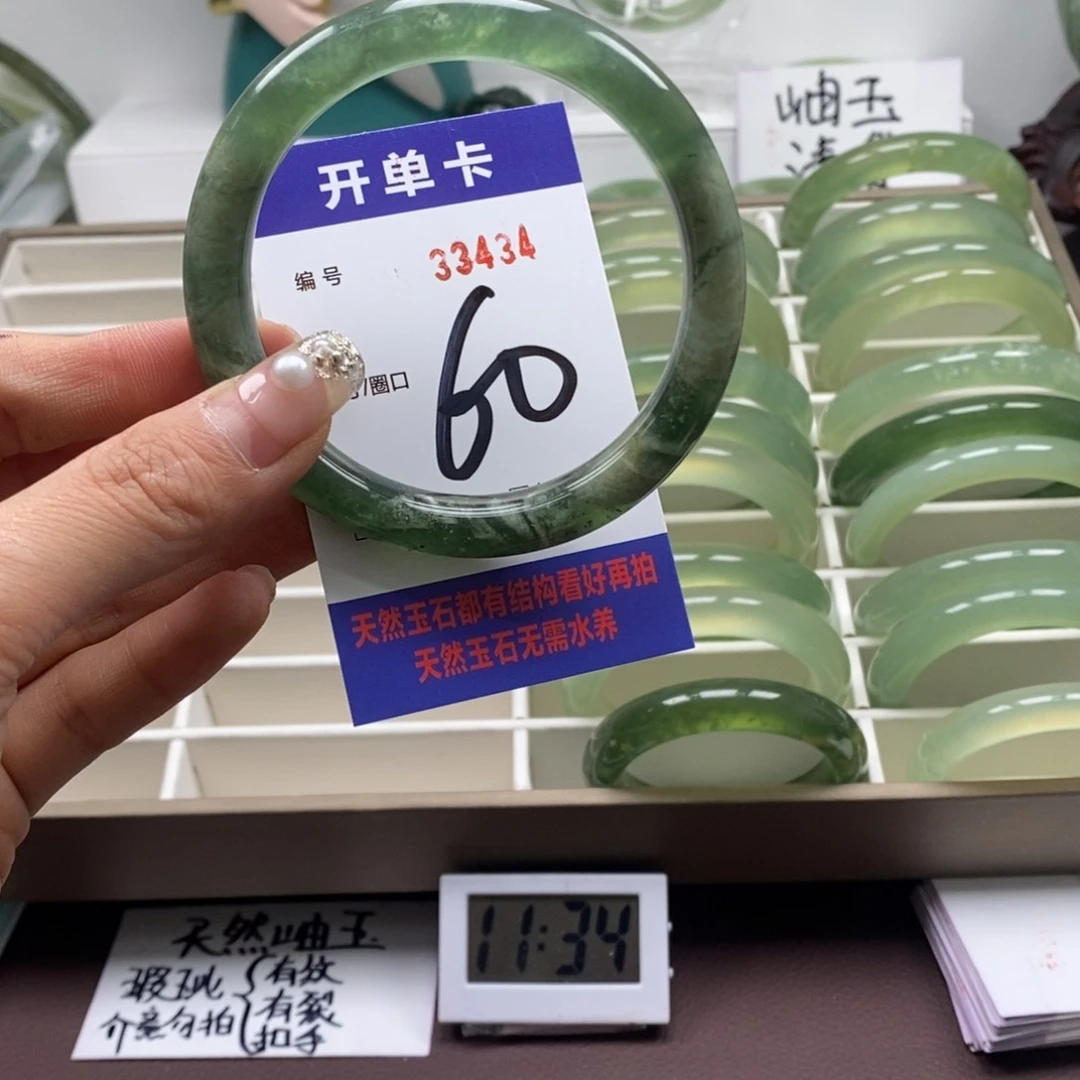 岫玉
开单卡
编号 33434
/圈口 60
天然玉石都有结构看好再拍
天然玉石无需水养
11:34
天然岫玉
瑕玼 有纹
介意勿拍 有裂
扣手